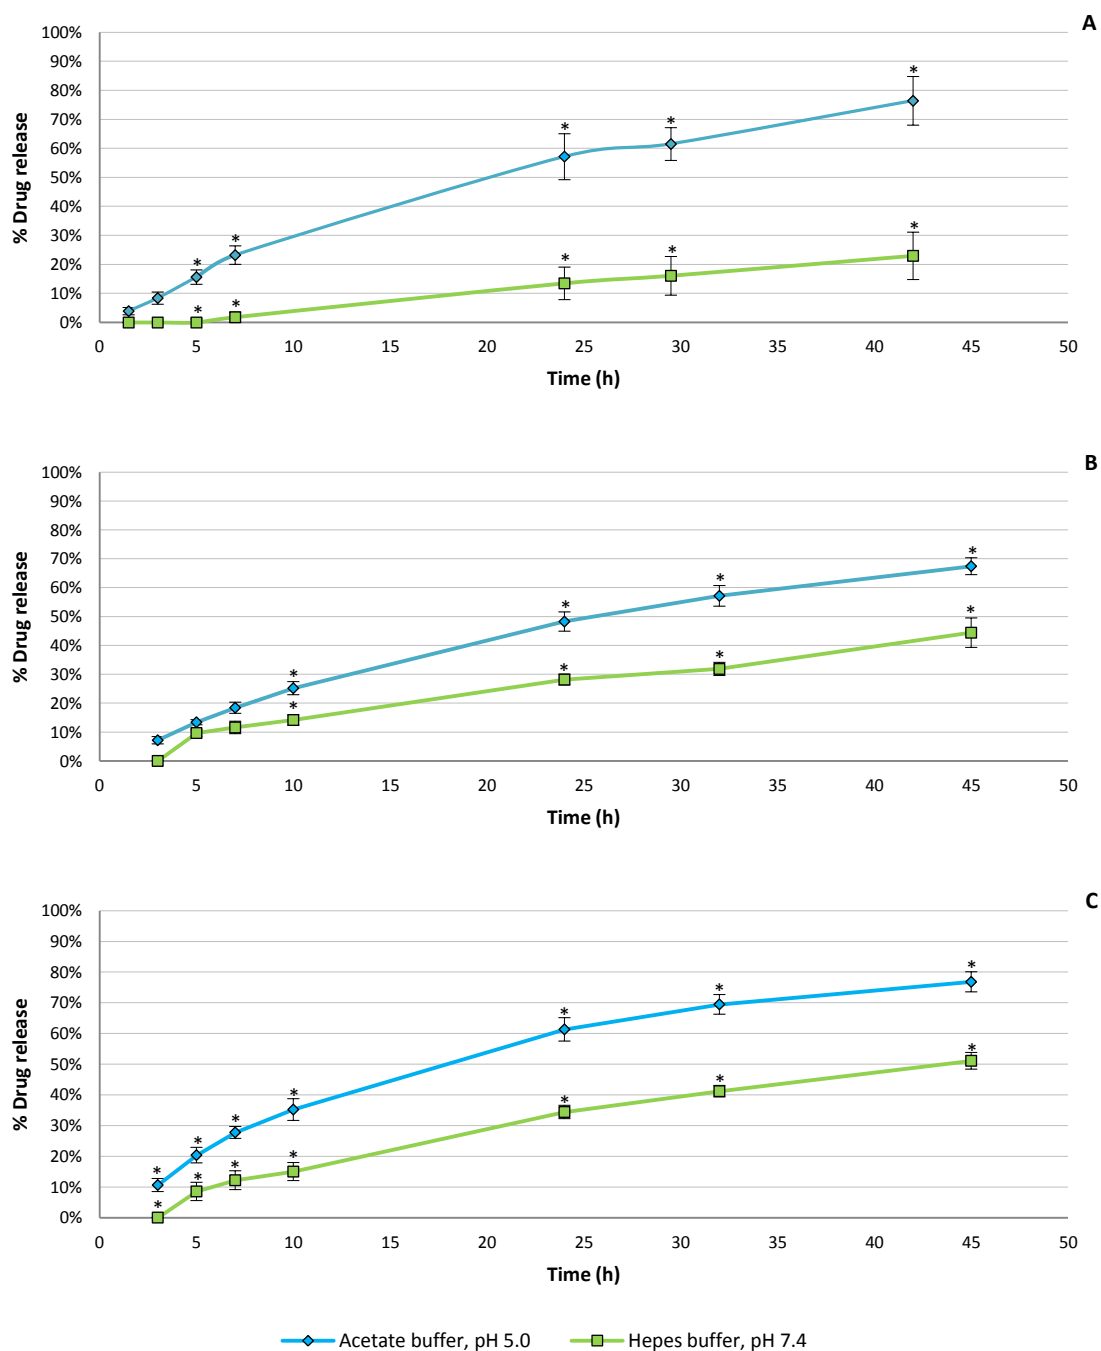 A
100%
90%
80%
70%
60%
50%
40%
30%
20%
10%
0%
% Drug release
* * * * *
* * * * *
0 5 10 15 20 25 30 35 40 45 50
Time (h)
B
100%
90%
80%
70%
60%
50%
40%
30%
20%
10%
0%
% Drug release
* * * *
* * * *
0 5 10 15 20 25 30 35 40 45 50
Time (h)
C
100%
90%
80%
70%
60%
50%
40%
30%
20%
10%
0%
% Drug release
* * * * * * *
* * * * * * *
0 5 10 15 20 25 30 35 40 45 50
Time (h)
Acetate buffer, pH 5.0 Hepes buffer, pH 7.4